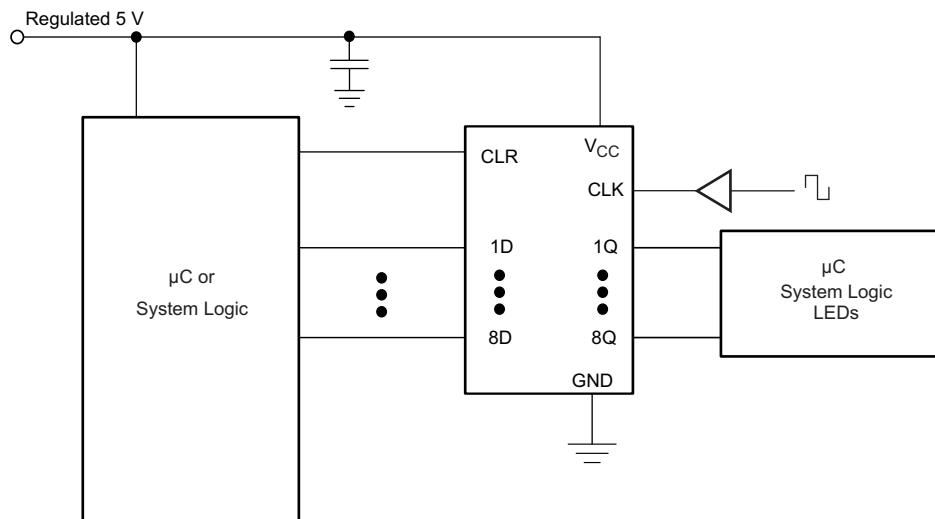 Regulated 5 V
VCC
CLR
CLK
1D
1Q
8D
8Q
GND
µC or
System Logic
µC
System Logic
LEDs